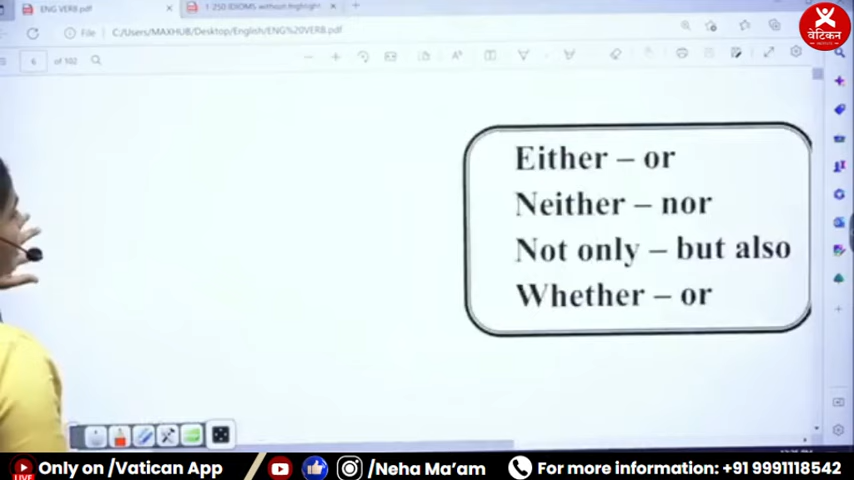 ENG VERB.pdf
1 250 IDIOMS without highlight
File
C:/Users/MAXHUB/Desktop/English/ENG%20VERB.pdf
6 of 102
वेटिकन
Either – or
Neither – nor
Not only – but also
Whether – or
LIVE
Only on /Vatican App
/Neha Ma'am
For more information: +91 9991118542